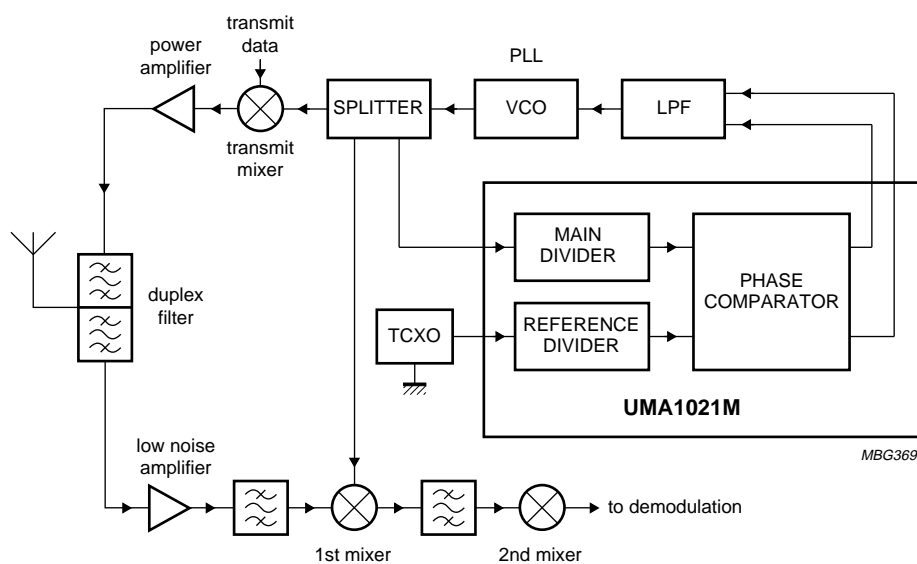 transmit
data
power
amplifier
PLL
SPLITTER
VCO
LPF
transmit
mixer
MAIN
DIVIDER
PHASE
COMPARATOR
duplex
filter
TCXO
REFERENCE
DIVIDER
UMA1021M
MBG369
low noise
amplifier
to demodulation
1st mixer
2nd mixer